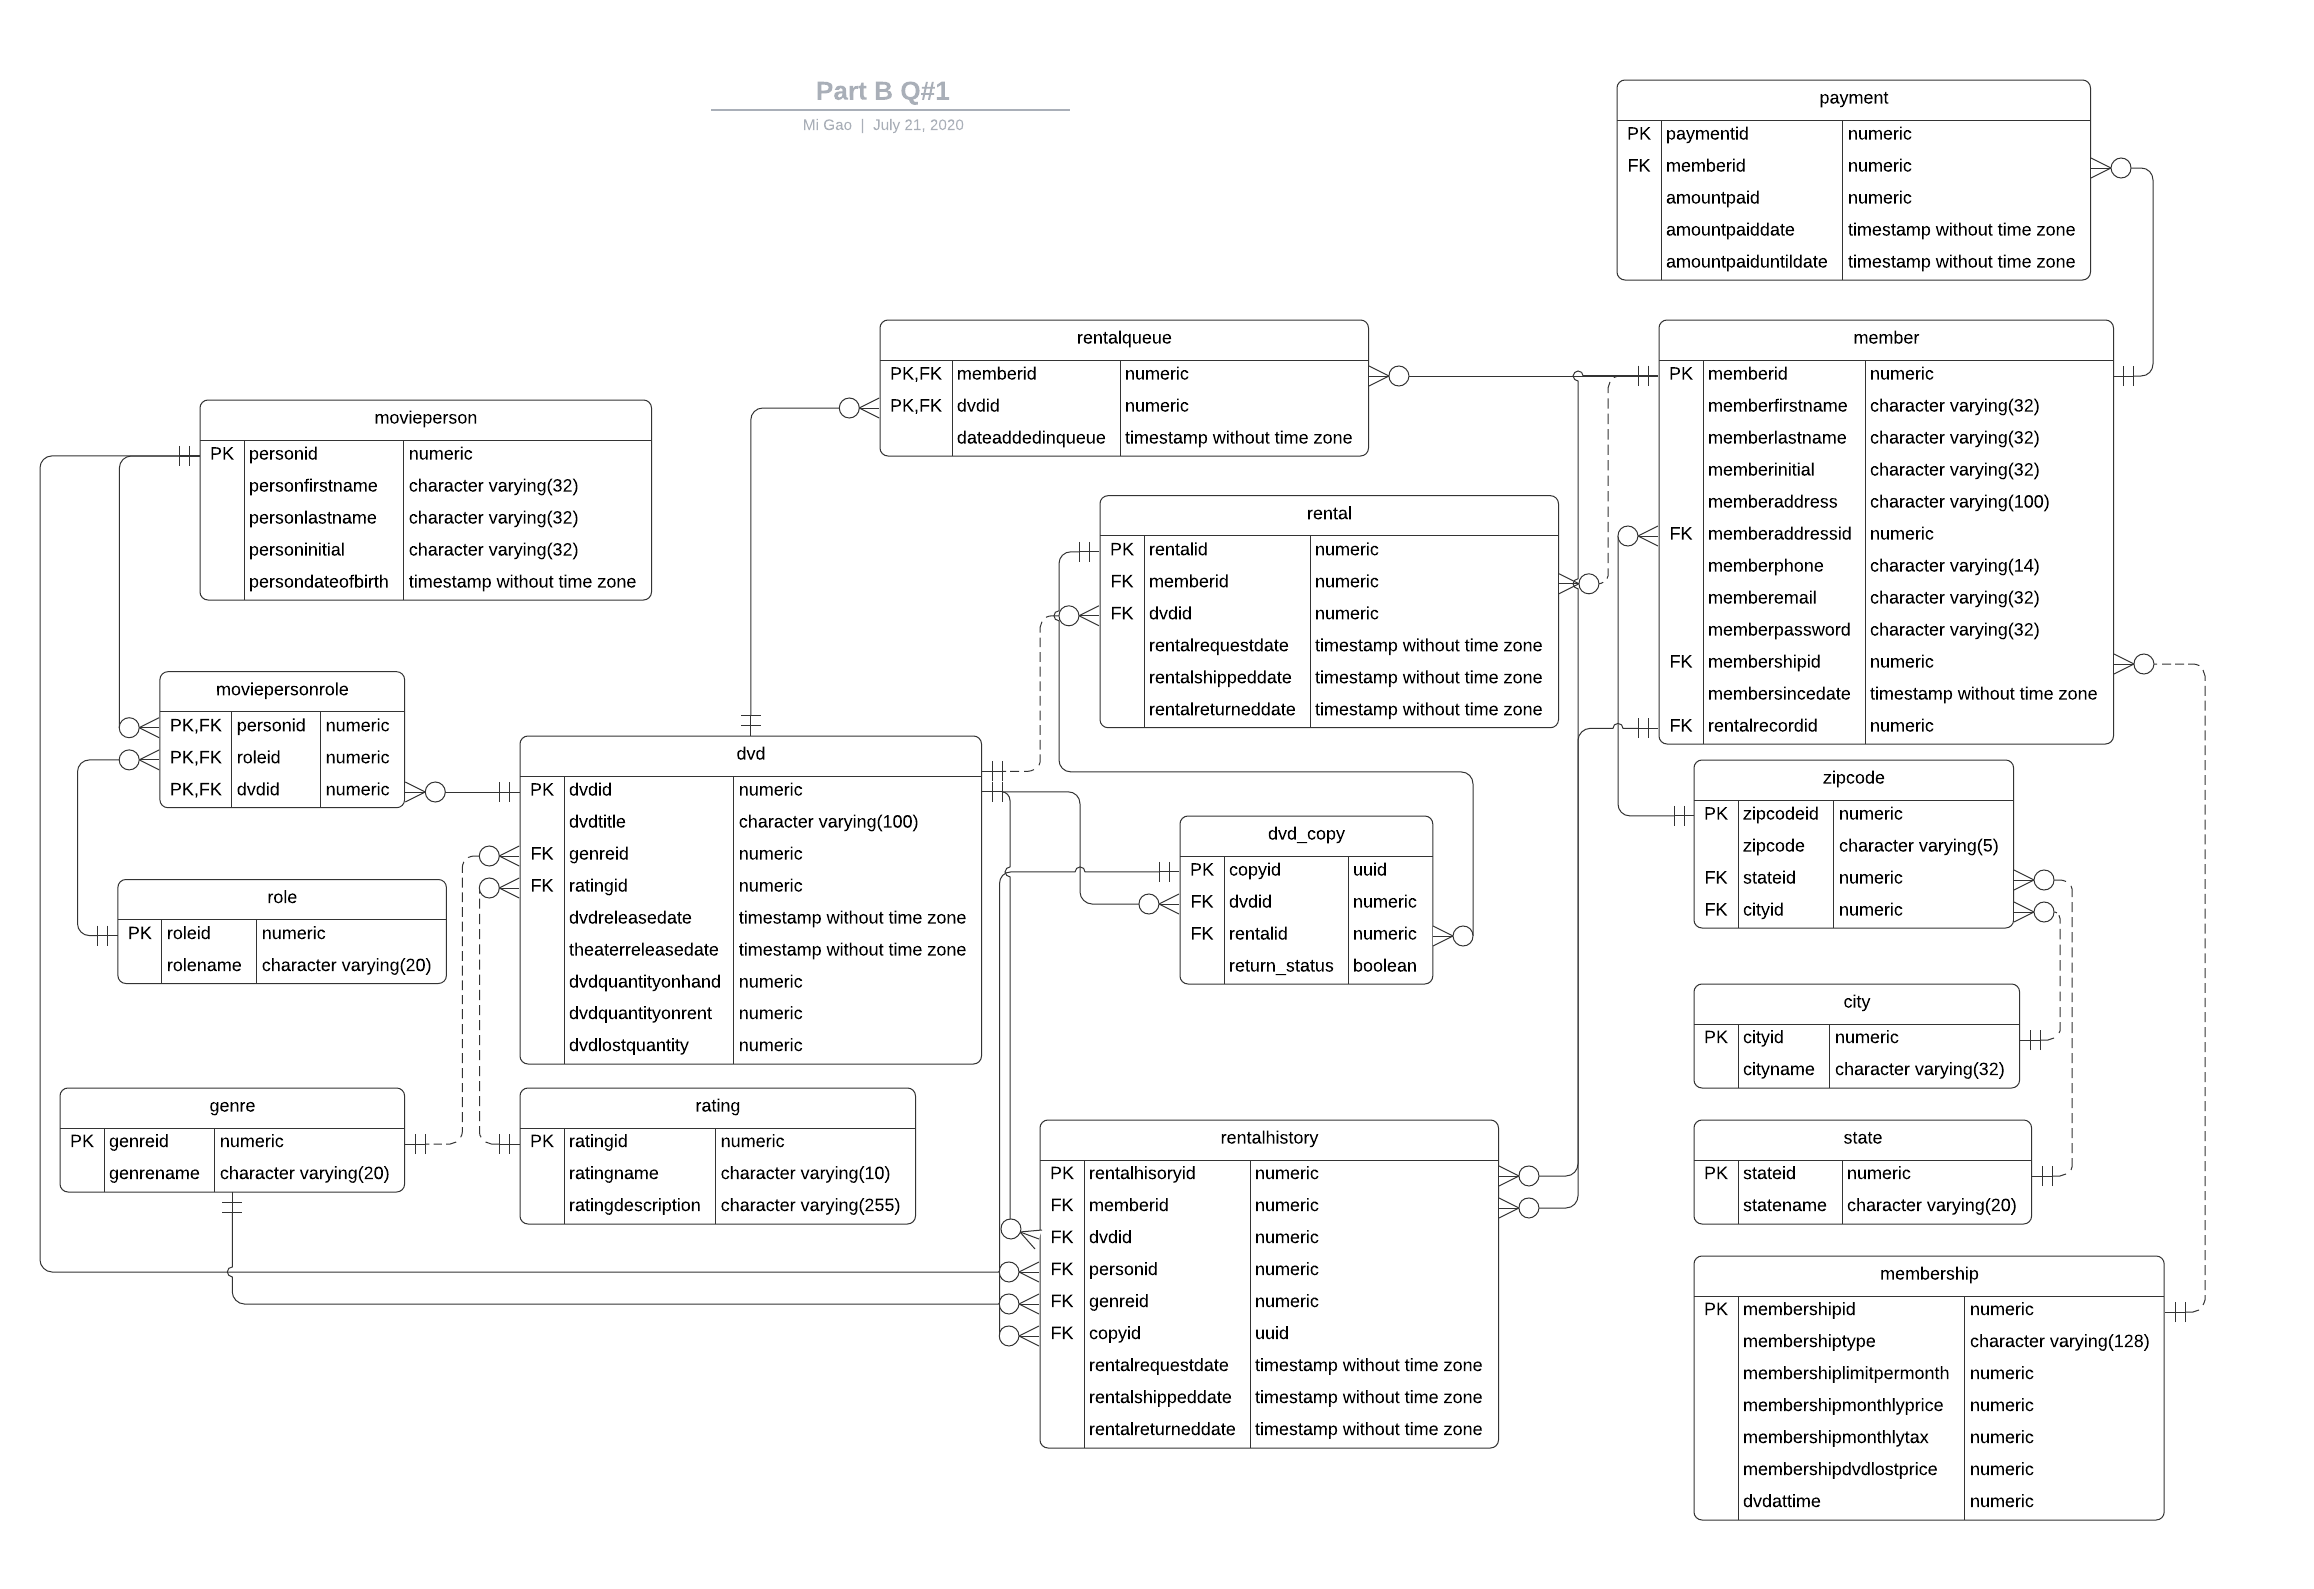 Part B Q#1
Mi Gao | July 21, 2020
payment
PK paymentid numeric
FK memberid numeric
amountpaid numeric
amountpaiddate timestamp without time zone
amountpaiduntildate timestamp without time zone
rentalqueue
PK,FK memberid numeric
PK,FK dvdid numeric
dateaddedinqueue timestamp without time zone
member
PK memberid numeric
memberfirstname character varying(32)
memberlastname character varying(32)
memberinitial character varying(32)
memberaddress character varying(100)
FK memberaddressid numeric
memberphone character varying(14)
memberemail character varying(32)
memberpassword character varying(32)
FK membershipid numeric
membersincedate timestamp without time zone
FK rentalrecordid numeric
movieperson
PK personid numeric
personfirstname character varying(32)
personlastname character varying(32)
personinitial character varying(32)
persondateofbirth timestamp without time zone
rental
PK rentalid numeric
FK memberid numeric
FK dvdid numeric
rentalrequestdate timestamp without time zone
rentalshippeddate timestamp without time zone
rentalreturneddate timestamp without time zone
moviepersonrole
PK,FK personid numeric
PK,FK roleid numeric
PK,FK dvdid numeric
dvd
PK dvdid numeric
dvdtitle character varying(100)
FK genreid numeric
FK ratingid numeric
dvdreleasedate timestamp without time zone
theaterreleasedate timestamp without time zone
dvdquantityonhand numeric
dvdquantityonrent numeric
dvdlostquantity numeric
dvd_copy
PK copyid uuid
FK dvdid numeric
FK rentalid numeric
return_status boolean
zipcode
PK zipcodeid numeric
zipcode character varying(5)
FK stateid numeric
FK cityid numeric
role
PK roleid numeric
rolename character varying(20)
city
PK cityid numeric
cityname character varying(32)
genre
PK genreid numeric
genrename character varying(20)
rating
PK ratingid numeric
ratingname character varying(10)
ratingdescription character varying(255)
rentalhistory
PK rentalhisoryid numeric
FK memberid numeric
FK dvdid numeric
FK personid numeric
FK genreid numeric
FK copyid uuid
rentalrequestdate timestamp without time zone
rentalshippeddate timestamp without time zone
rentalreturneddate timestamp without time zone
state
PK stateid numeric
statename character varying(20)
membership
PK membershipid numeric
membershiptype character varying(128)
membershiplimitpermonth numeric
membershipmonthlyprice numeric
membershipmonthlytax numeric
membershipdvdlostprice numeric
dvdattime numeric